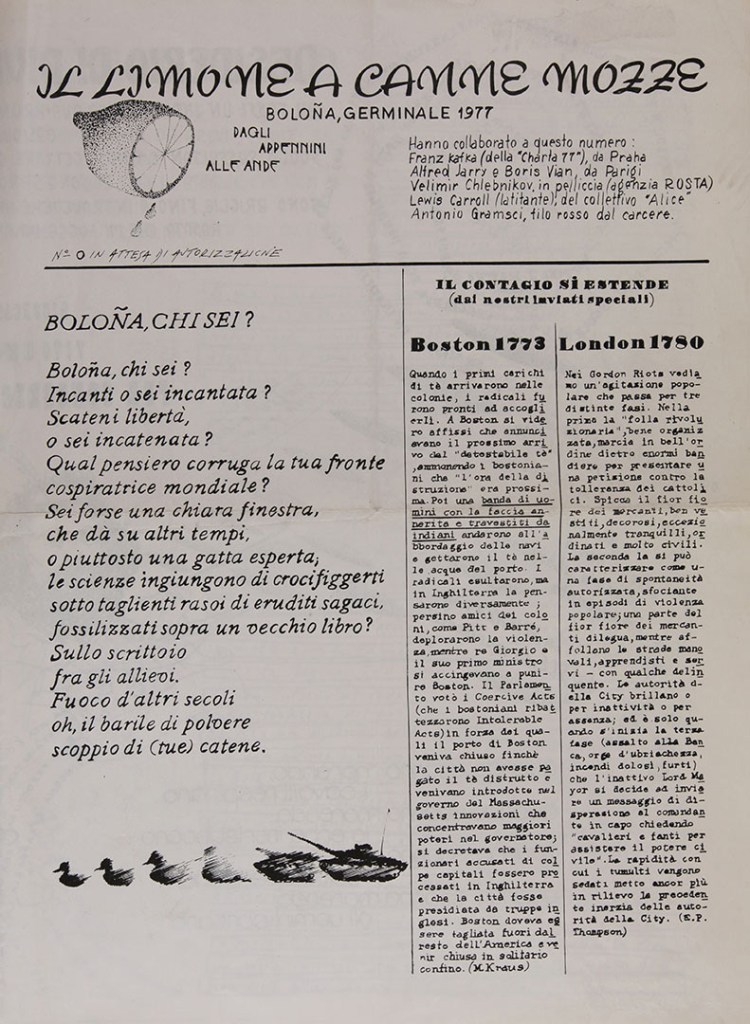 IL LIMONE A CANNE MOZZE
BOLOÑA, GERMINALE 1977
DAGLI
APPENNINI
ALLE ANDE
Hanno collaborato a questo numero :
Franz Kafka (della "Charta 77"), da Praha
Alfred Jarry e Boris Vian, da Parigi
Velimir Chlebnikov, in pelliccia (agenzia ROSTA)
Lewis Carroll (latitante), del collettivo "Alice"
Antonio Gramsci, filo rosso dal carcere.
N= 0 IN ATTESA DI AUTORIZZAZIONE
BOLOÑA, CHI SEI ?
Boloña, chi sei ?
Incanti o sei incantata ?
Scateni libertà,
o sei incatenata ?
Qual pensiero corruga la tua fronte
cospiratrice mondiale ?
Sei forse una chiara finestra,
che dà su altri tempi,
o piuttosto una gatta esperta,
le scienze ingiungono di crocifiggerti
sotto taglienti rasoi di eruditi sagaci,
fossilizzati sopra un vecchio libro?
Sullo scrittoio
fra gli allievi.
Fuoco d'altri secoli
oh, il barile di polvere
scoppio di (tue) catene.
IL CONTAGIO SÌ ESTENDE
(dai nostri inviati speciali)
Boston 1773
Quando i primi carichi
di tè arrivarono nelle
colonie, i radicali fu
rono pronti ad accogli
erli. A Boston si vide
ro affissi che annunci
avano il prossimo arri
vo del "detestabile tè"
,ammonendo i bostonia-
ni che "l'ora della di
struzione" era prossi-
ma. Poi una banda di uo-
mini con la faccia an-
nerita e travestiti da
indiani andarono all'a
bbordaggio delle navi
e gettarono il tè nel-
le acque del porto. I
radicali esultarono, ma
in Inghilterra la pen-
sarono diversamente ;
persino amici dei colo
ni, come Pitt e Barré,
deplorarono la violen-
za, mentre re Giorgio e
il suo primo ministro
si accingevano a puni-
re Boston. Il Parlamen
to votò i Coercive Acts
(che i bostoniani ribat
tezzarono Intolerable
Acts) in forza dei qua-
li il porto di Boston
veniva chiuso finchè
la città non avesse pa
gato il tè distrutto e
venivano introdotte nel
governo del Massachu-
setts innovazioni che
concentravano maggiori
poteri nel governatore;
si decretava che i fun-
zionari accusati di col
pe capitali fossero pro
cessati in Inghilterra
e che la città fosse
presidiata da truppe in
glesi. Boston doveva es
sere tagliata fuori dal
resto dell'America e ve
nir chiusa in solitario
confino. (M. Kraus)
London 1780
Nei Gordon Riots vedia
mo un'agitazione popo-
lare che passa per tre
distinte fasi. Nella
prima la "folla rivolu
zionaria", bene organiz
zata, marcia in bell'or
dine dietro enormi ban
diere per presentare u
na petizione contro la
tolleranza dei cattoli
ci. Spicca il fior fio
re dei mercanti, ben ve
stiti, decorosi, eccezio
nalmente tranquilli, or
dinati e molto civili.
La seconda la si può
caratterizzare come u-
na fase di spontaneità
autorizzata, sfociante
in episodi di violenza
popolare; una parte del
fior fiore dei mercan-
ti dilegua, mentre af-
follano le strade mano
vali, apprendisti e ser
vi - con qualche delin
quente. Le autorità d-
ella City brillano o
per inattività o per
assenza; ed è solo qu-
ando s'inizia la terza
fase (assalto alla Ban
ca, orge d'ubriachezza,
incendi dolosi, furti)
che l'inattivo Lord Ma
yor si decide ad invia
re un messaggio di di-
sperazione al comandan
te in capo chiedendo
"cavalieri e fanti per
assistere il potere ci
vile". La rapidità con
cui i tumulti vengono
sedati mette ancor più
in rilievo la preceden
te inerzia delle auto-
rità della City. (E.P.
Thompson)